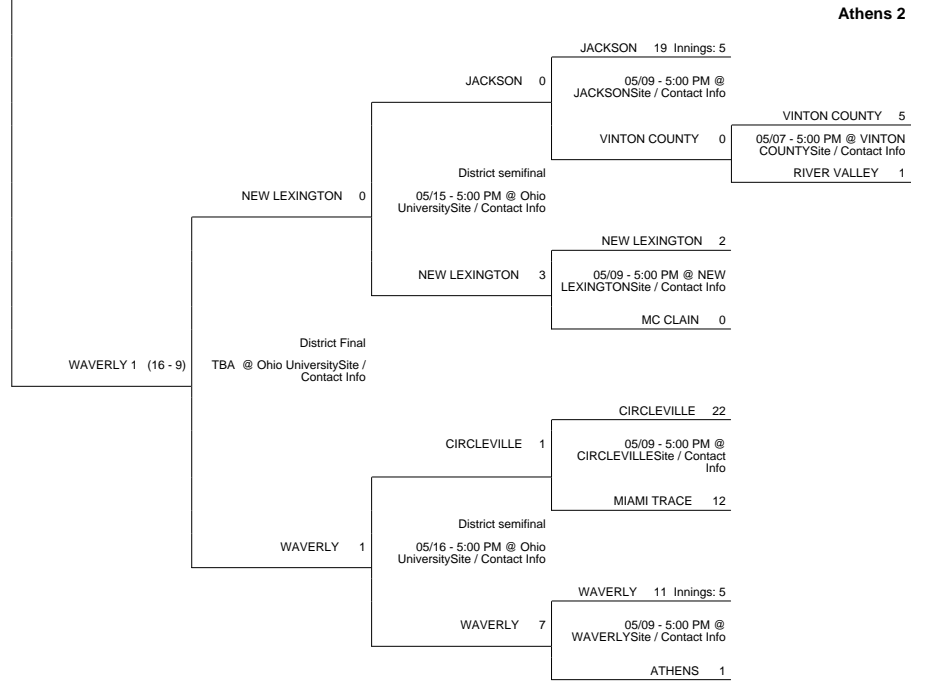 Athens 2
JACKSON 19 Innings: 5
JACKSON 0
05/09 - 5:00 PM @
JACKSONSite / Contact Info
VINTON COUNTY 5
VINTON COUNTY 0
05/07 - 5:00 PM @ VINTON
COUNTYSite / Contact Info
RIVER VALLEY 1
District semifinal
NEW LEXINGTON 0
05/15 - 5:00 PM @ Ohio
UniversitySite / Contact Info
NEW LEXINGTON 2
NEW LEXINGTON 3
05/09 - 5:00 PM @ NEW
LEXINGTONSite / Contact Info
MC CLAIN 0
District Final
WAVERLY 1 (16 - 9)
TBA @ Ohio UniversitySite /
Contact Info
CIRCLEVILLE 22
CIRCLEVILLE 1
05/09 - 5:00 PM @
CIRCLEVILLESite / Contact
Info
MIAMI TRACE 12
District semifinal
WAVERLY 1
05/16 - 5:00 PM @ Ohio
UniversitySite / Contact Info
WAVERLY 11 Innings: 5
WAVERLY 7
05/09 - 5:00 PM @
WAVERLYSite / Contact Info
ATHENS 1